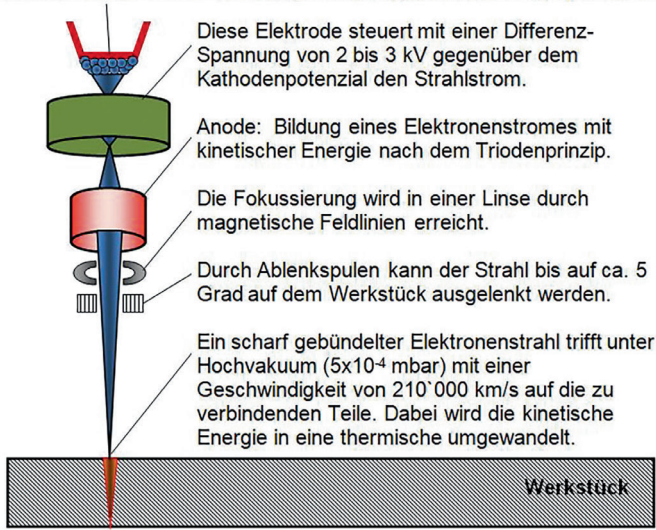 Diese Elektrode steuert mit einer Differenz-
Spannung von 2 bis 3 kV gegenüber dem
Kathodenpotenzial den Strahlstrom.
Anode: Bildung eines Elektronenstromes mit
kinetischer Energie nach dem Triodenprinzip.
Die Fokussierung wird in einer Linse durch
magnetische Feldlinien erreicht.
Durch Ablenkspulen kann der Strahl bis auf ca. 5
Grad auf dem Werkstück ausgelenkt werden.
Ein scharf gebündelter Elektronenstrahl trifft unter
Hochvakuum (5x10⁻⁴ mbar) mit einer
Geschwindigkeit von 210`000 km/s auf die zu
verbindenden Teile. Dabei wird die kinetische
Energie in eine thermische umgewandelt.
Werkstück